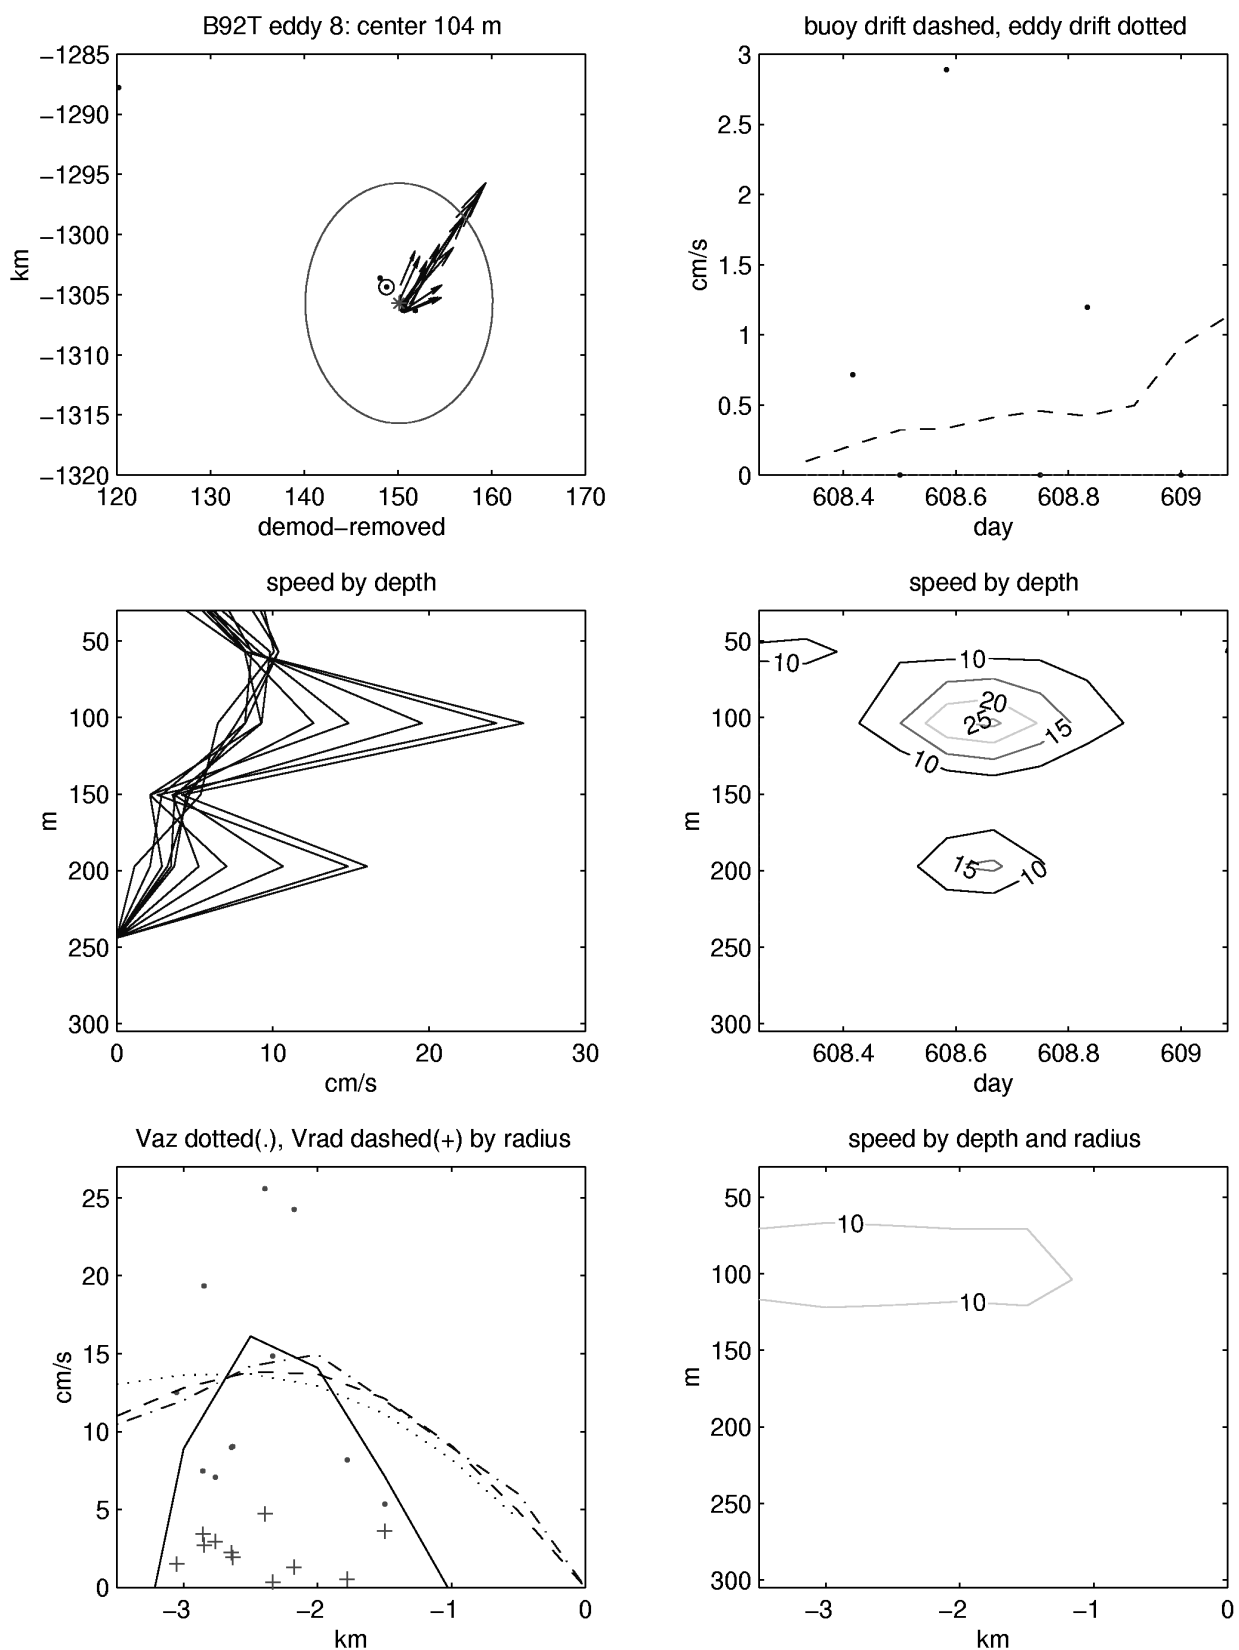 B92T eddy 8: center 104 m
−1285
−1290
−1295
−1300
−1305
−1310
−1315
−1320
km
120 130 140 150 160 170
demod−removed
buoy drift dashed, eddy drift dotted
3
2.5
2
1.5
1
0.5
0
cm/s
608.4 608.6 608.8 609
day
speed by depth
50
100
150
200
250
300
m
0 10 20 30
cm/s
speed by depth
50
100
150
200
250
300
m
10
10
20
25
15
10
15
10
608.4 608.6 608.8 609
day
Vaz dotted(.), Vrad dashed(+) by radius
25
20
15
10
5
0
cm/s
−3 −2 −1 0
km
speed by depth and radius
50
100
150
200
250
300
m
10
10
−3 −2 −1 0
km